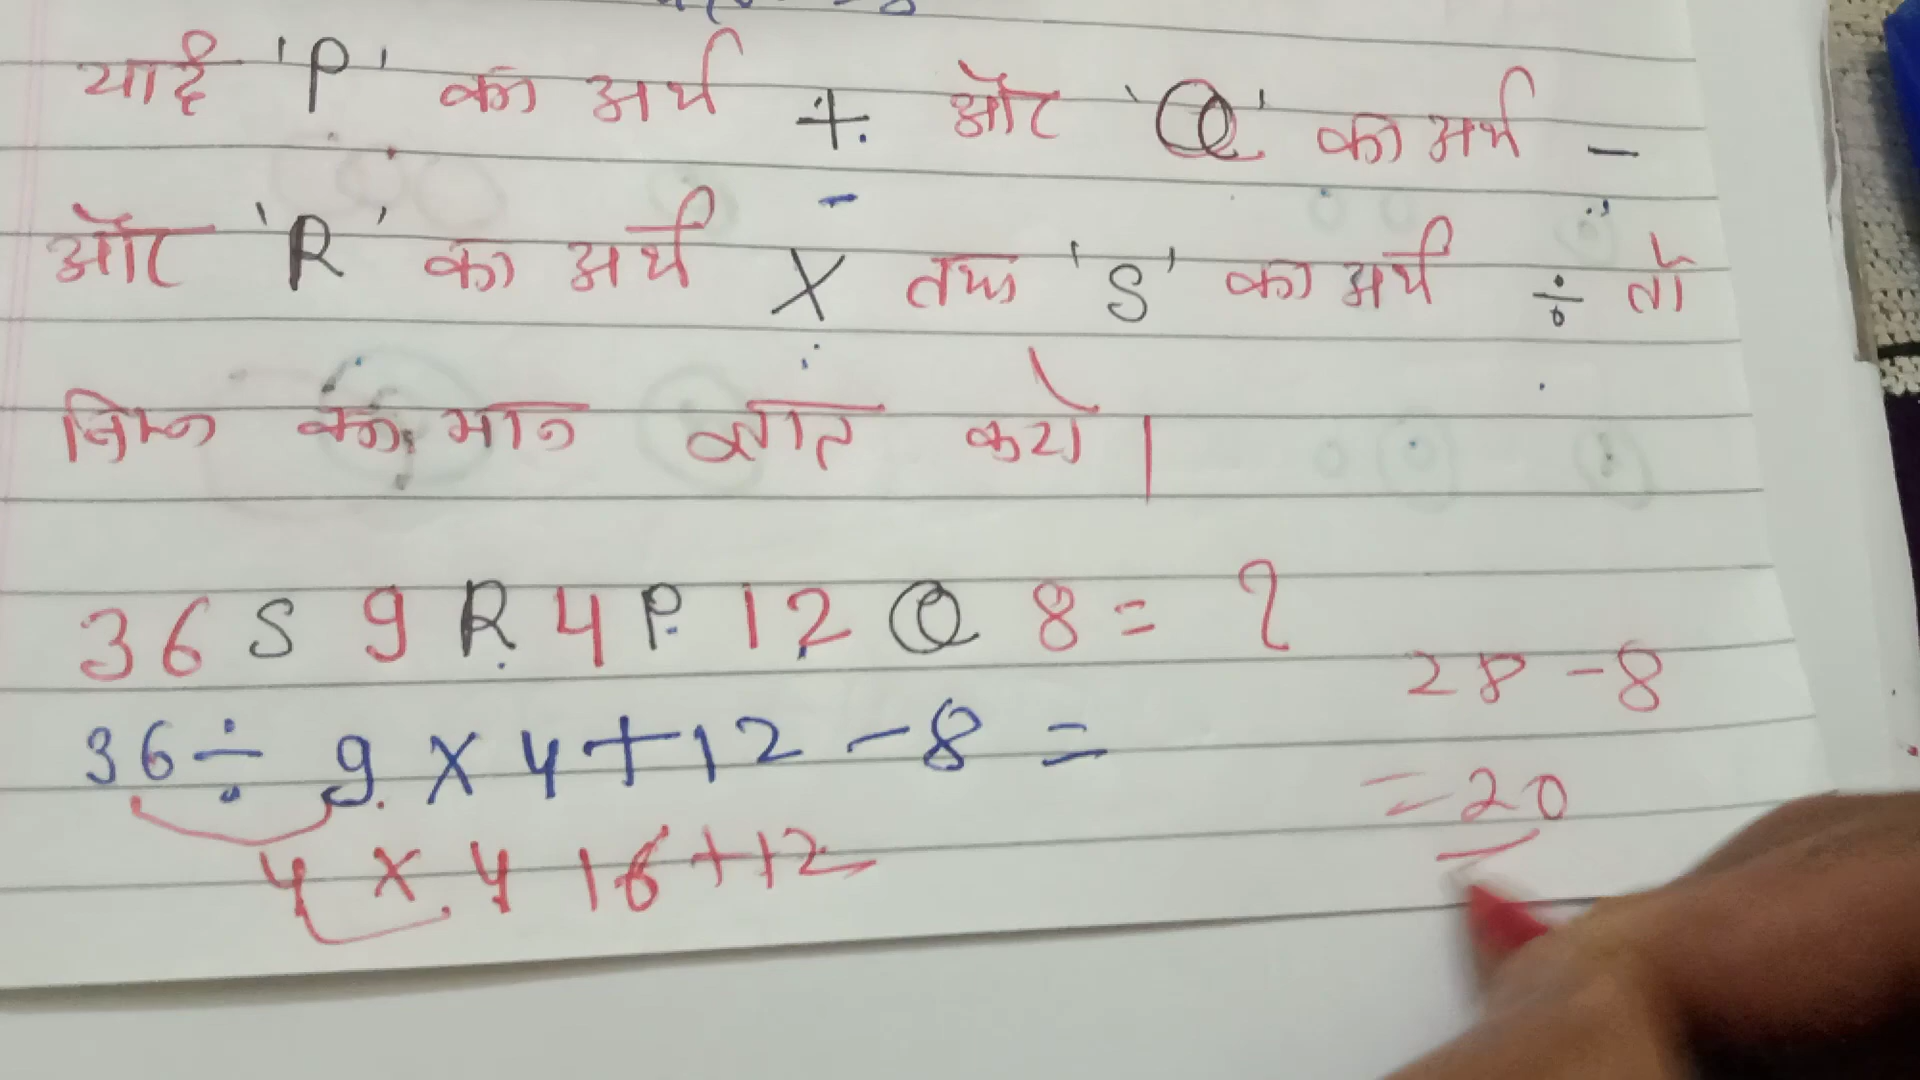 यदि 'P' का अर्थ + और 'Q' का अर्थ -
और 'R' का अर्थ × तथा 'S' का अर्थ ÷ तो
निम्न का मान ज्ञात करो।
36 S 9 R 4 P 12 Q 8 = ?
36 ÷ 9 × 4 + 12 - 8 =
4 × 4 16 + 12
28 - 8
= 20